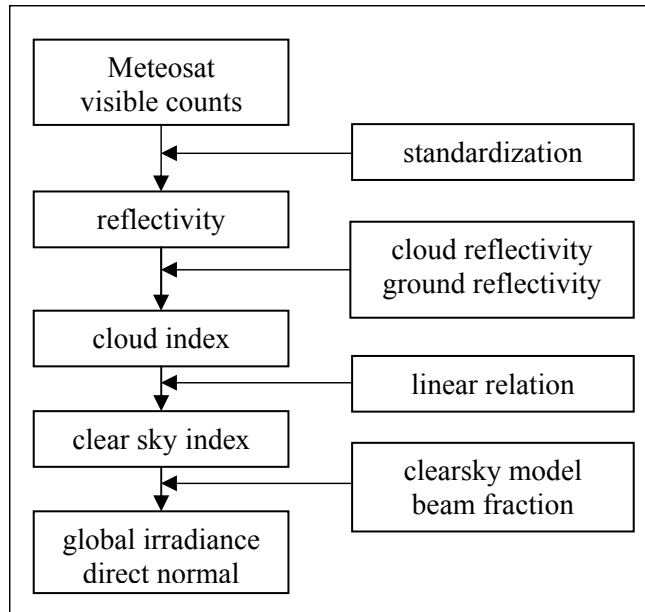 Meteosat
visible counts
standardization
reflectivity
cloud reflectivity
ground reflectivity
cloud index
linear relation
clear sky index
clearsky model
beam fraction
global irradiance
direct normal